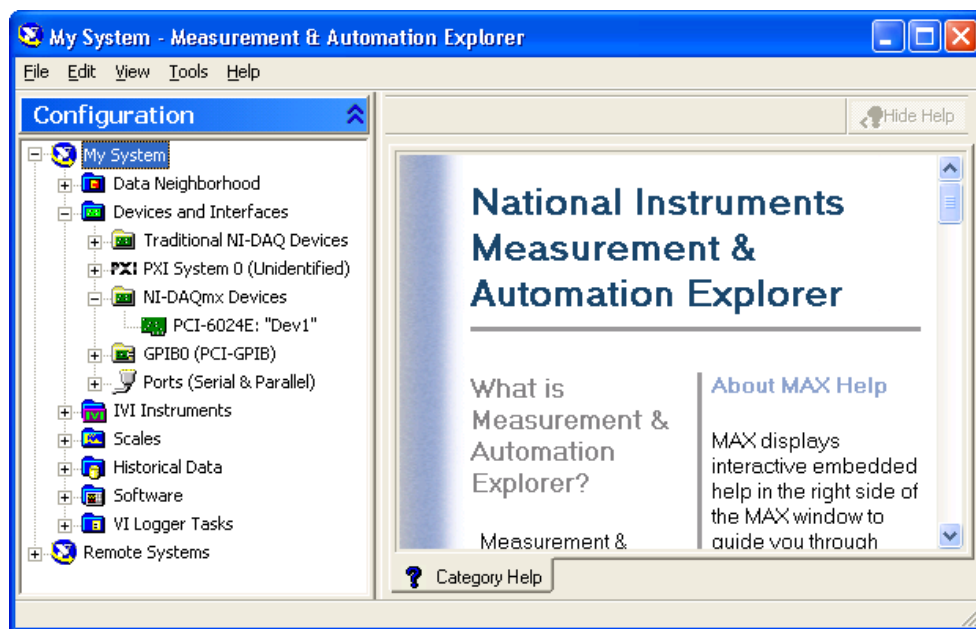 My System - Measurement & Automation Explorer
File Edit View Tools Help
Configuration
My System
Data Neighborhood
Devices and Interfaces
Traditional NI-DAQ Devices
PXI PXI System 0 (Unidentified)
NI-DAQmx Devices
PCI-6024E: "Dev1"
GPIB0 (PCI-GPIB)
Ports (Serial & Parallel)
IVI IVI Instruments
Scales
Historical Data
Software
VI Logger Tasks
Remote Systems
Hide Help
National Instruments
Measurement &
Automation Explorer
What is
Measurement &
Automation
Explorer?
Measurement &
About MAX Help
MAX displays
interactive embedded
help in the right side of
the MAX window to
guide you through
Category Help